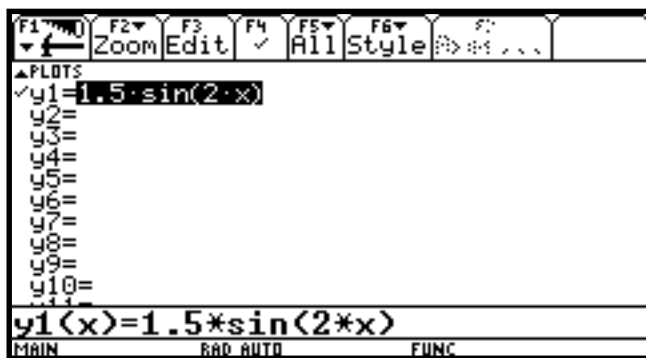 F1 F2 F3 F4 F5 F6
Zoom Edit ✓ All Style
▲PLOTS
✓y1=1.5·sin(2·x)
y2=
y3=
y4=
y5=
y6=
y7=
y8=
y9=
y10=
y1(x)=1.5*sin(2*x)
MAIN RAD AUTO FUNC